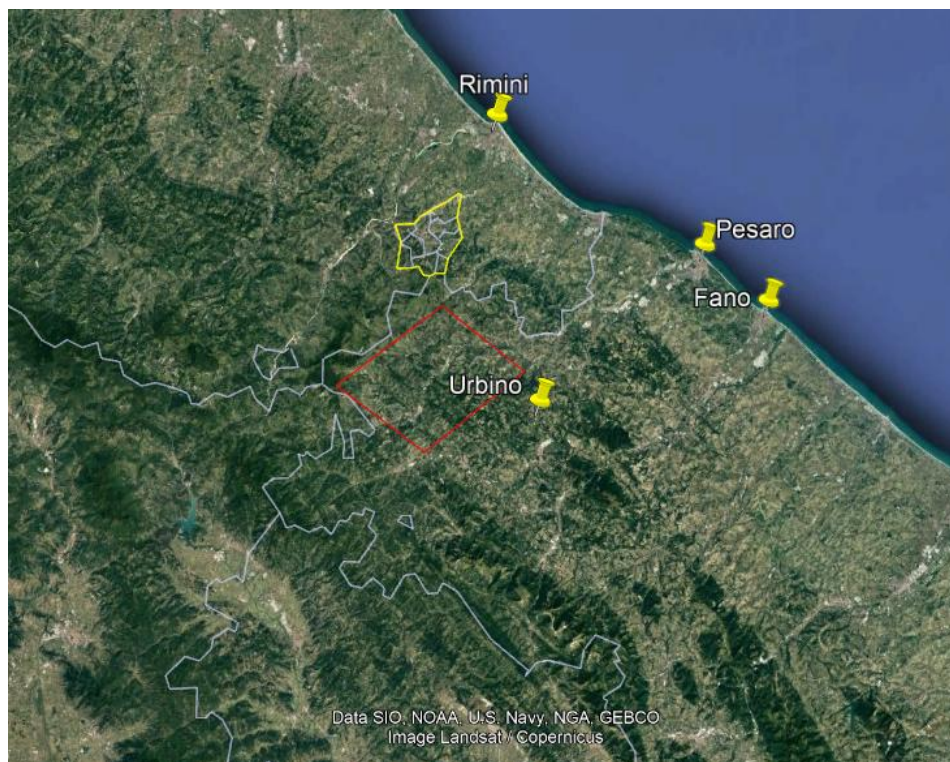 Rimini
Pesaro
Fano
Urbino
Data SIO, NOAA, U.S. Navy, NGA, GEBCO
Image Landsat / Copernicus